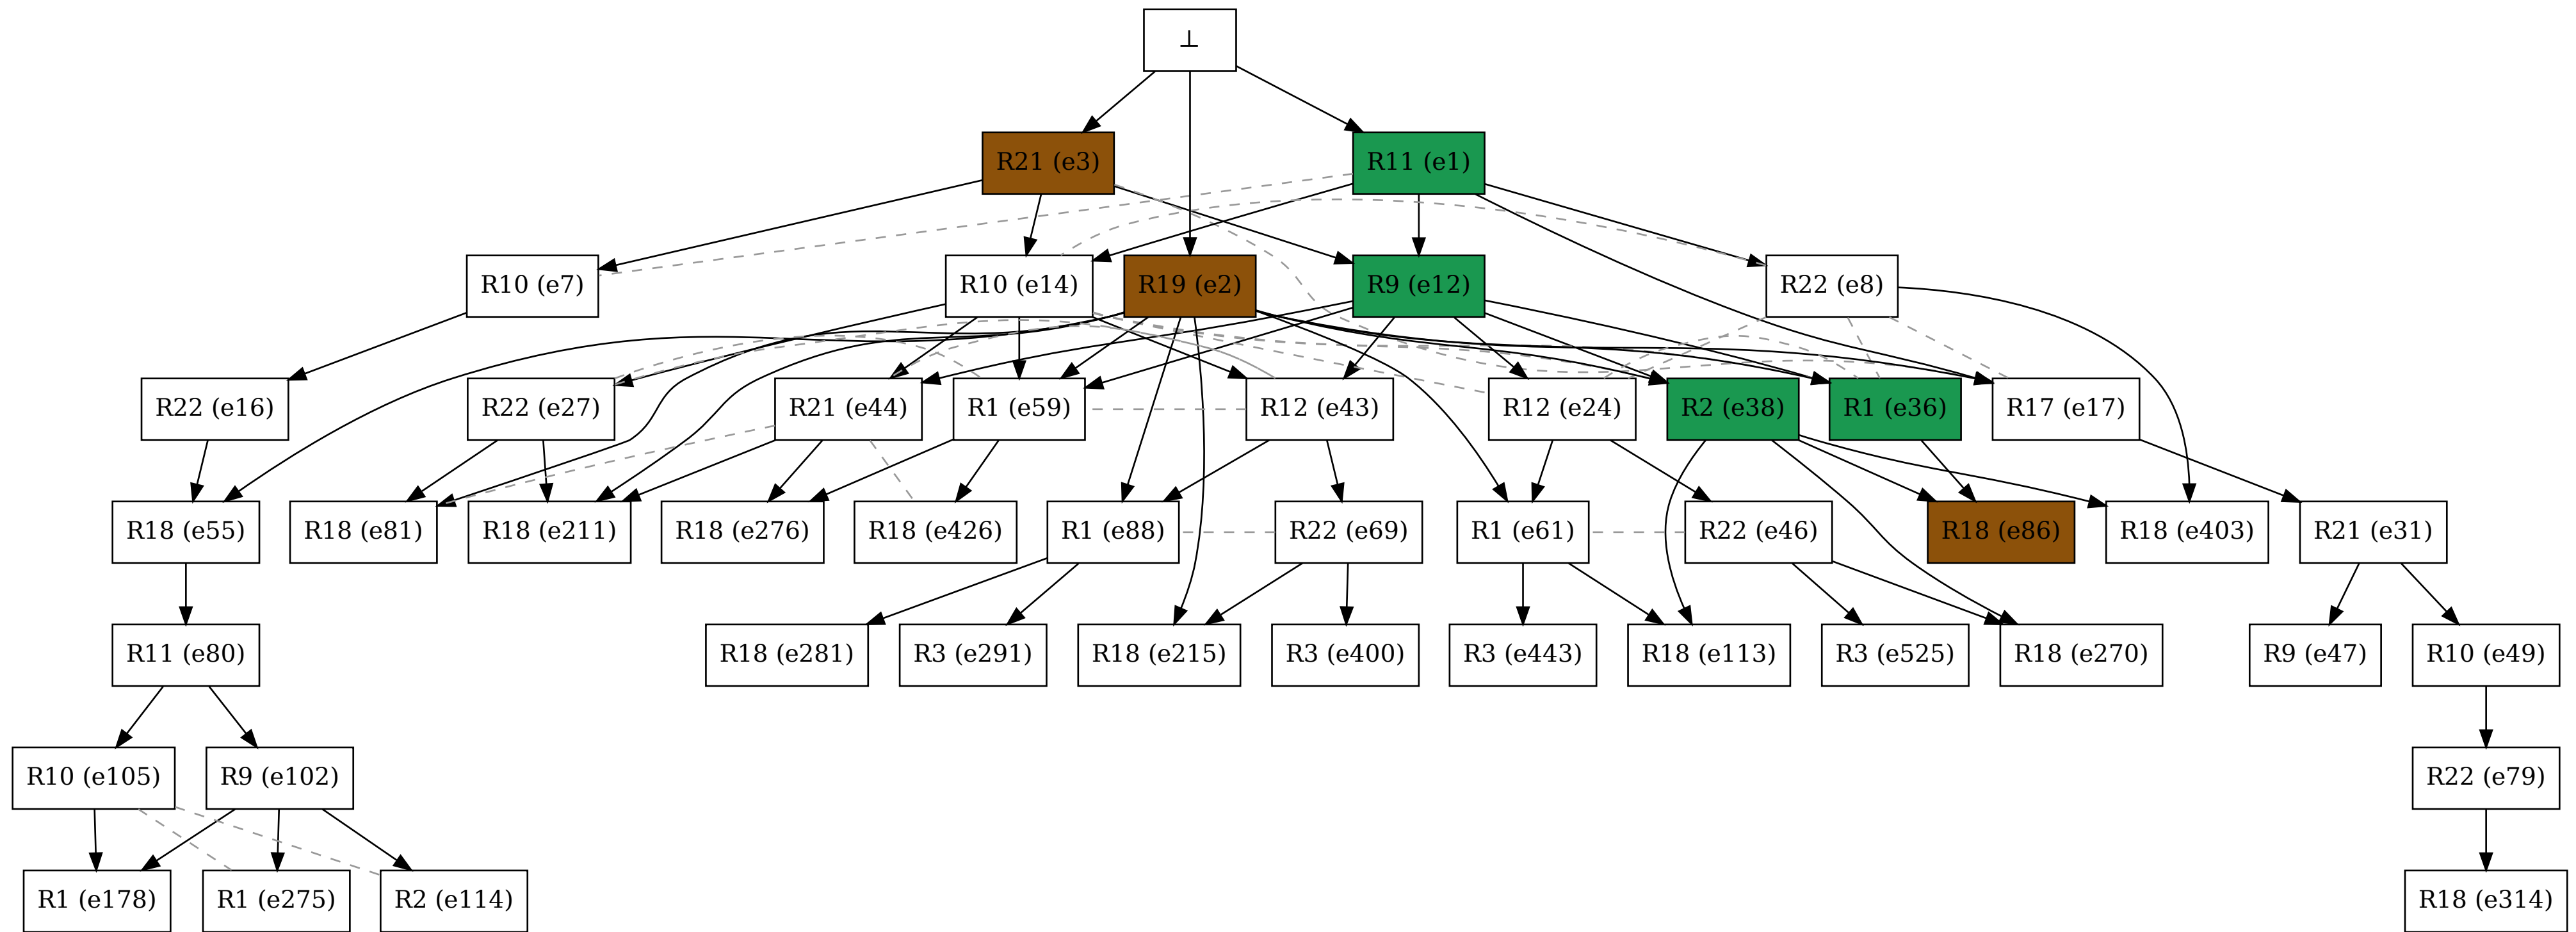 ⊥
R21 (e3)
R11 (e1)
R10 (e7)
R10 (e14)
R19 (e2)
R9 (e12)
R22 (e8)
R22 (e16)
R22 (e27)
R21 (e44)
R1 (e59)
R12 (e43)
R12 (e24)
R2 (e38)
R1 (e36)
R17 (e17)
R18 (e55)
R18 (e81)
R18 (e211)
R18 (e276)
R18 (e426)
R1 (e88)
R22 (e69)
R1 (e61)
R22 (e46)
R18 (e86)
R18 (e403)
R21 (e31)
R11 (e80)
R18 (e281)
R3 (e291)
R18 (e215)
R3 (e400)
R3 (e443)
R18 (e113)
R3 (e525)
R18 (e270)
R9 (e47)
R10 (e49)
R10 (e105)
R9 (e102)
R22 (e79)
R1 (e178)
R1 (e275)
R2 (e114)
R18 (e314)